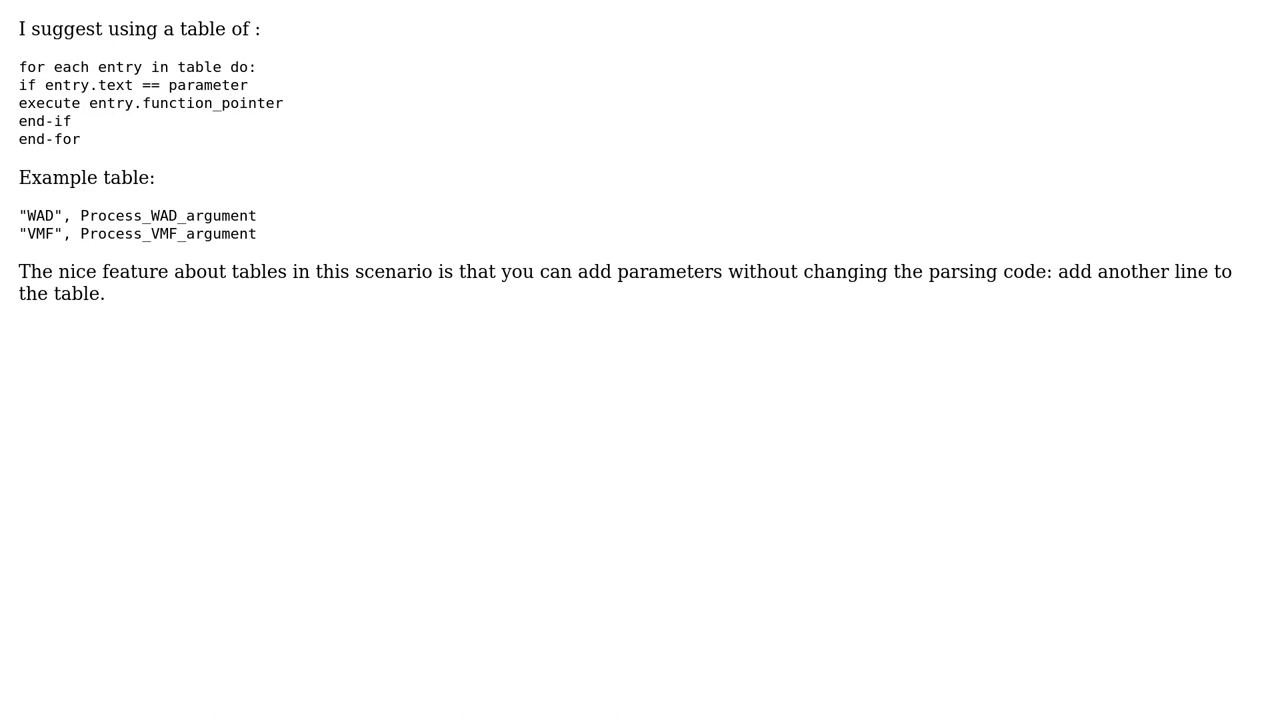 I suggest using a table of :
for each entry in table do:
if entry.text == parameter
execute entry.function_pointer
end-if
end-for
Example table:
"WAD", Process_WAD_argument
"VMF", Process_VMF_argument
The nice feature about tables in this scenario is that you can add parameters without changing the parsing code: add another line to
the table.